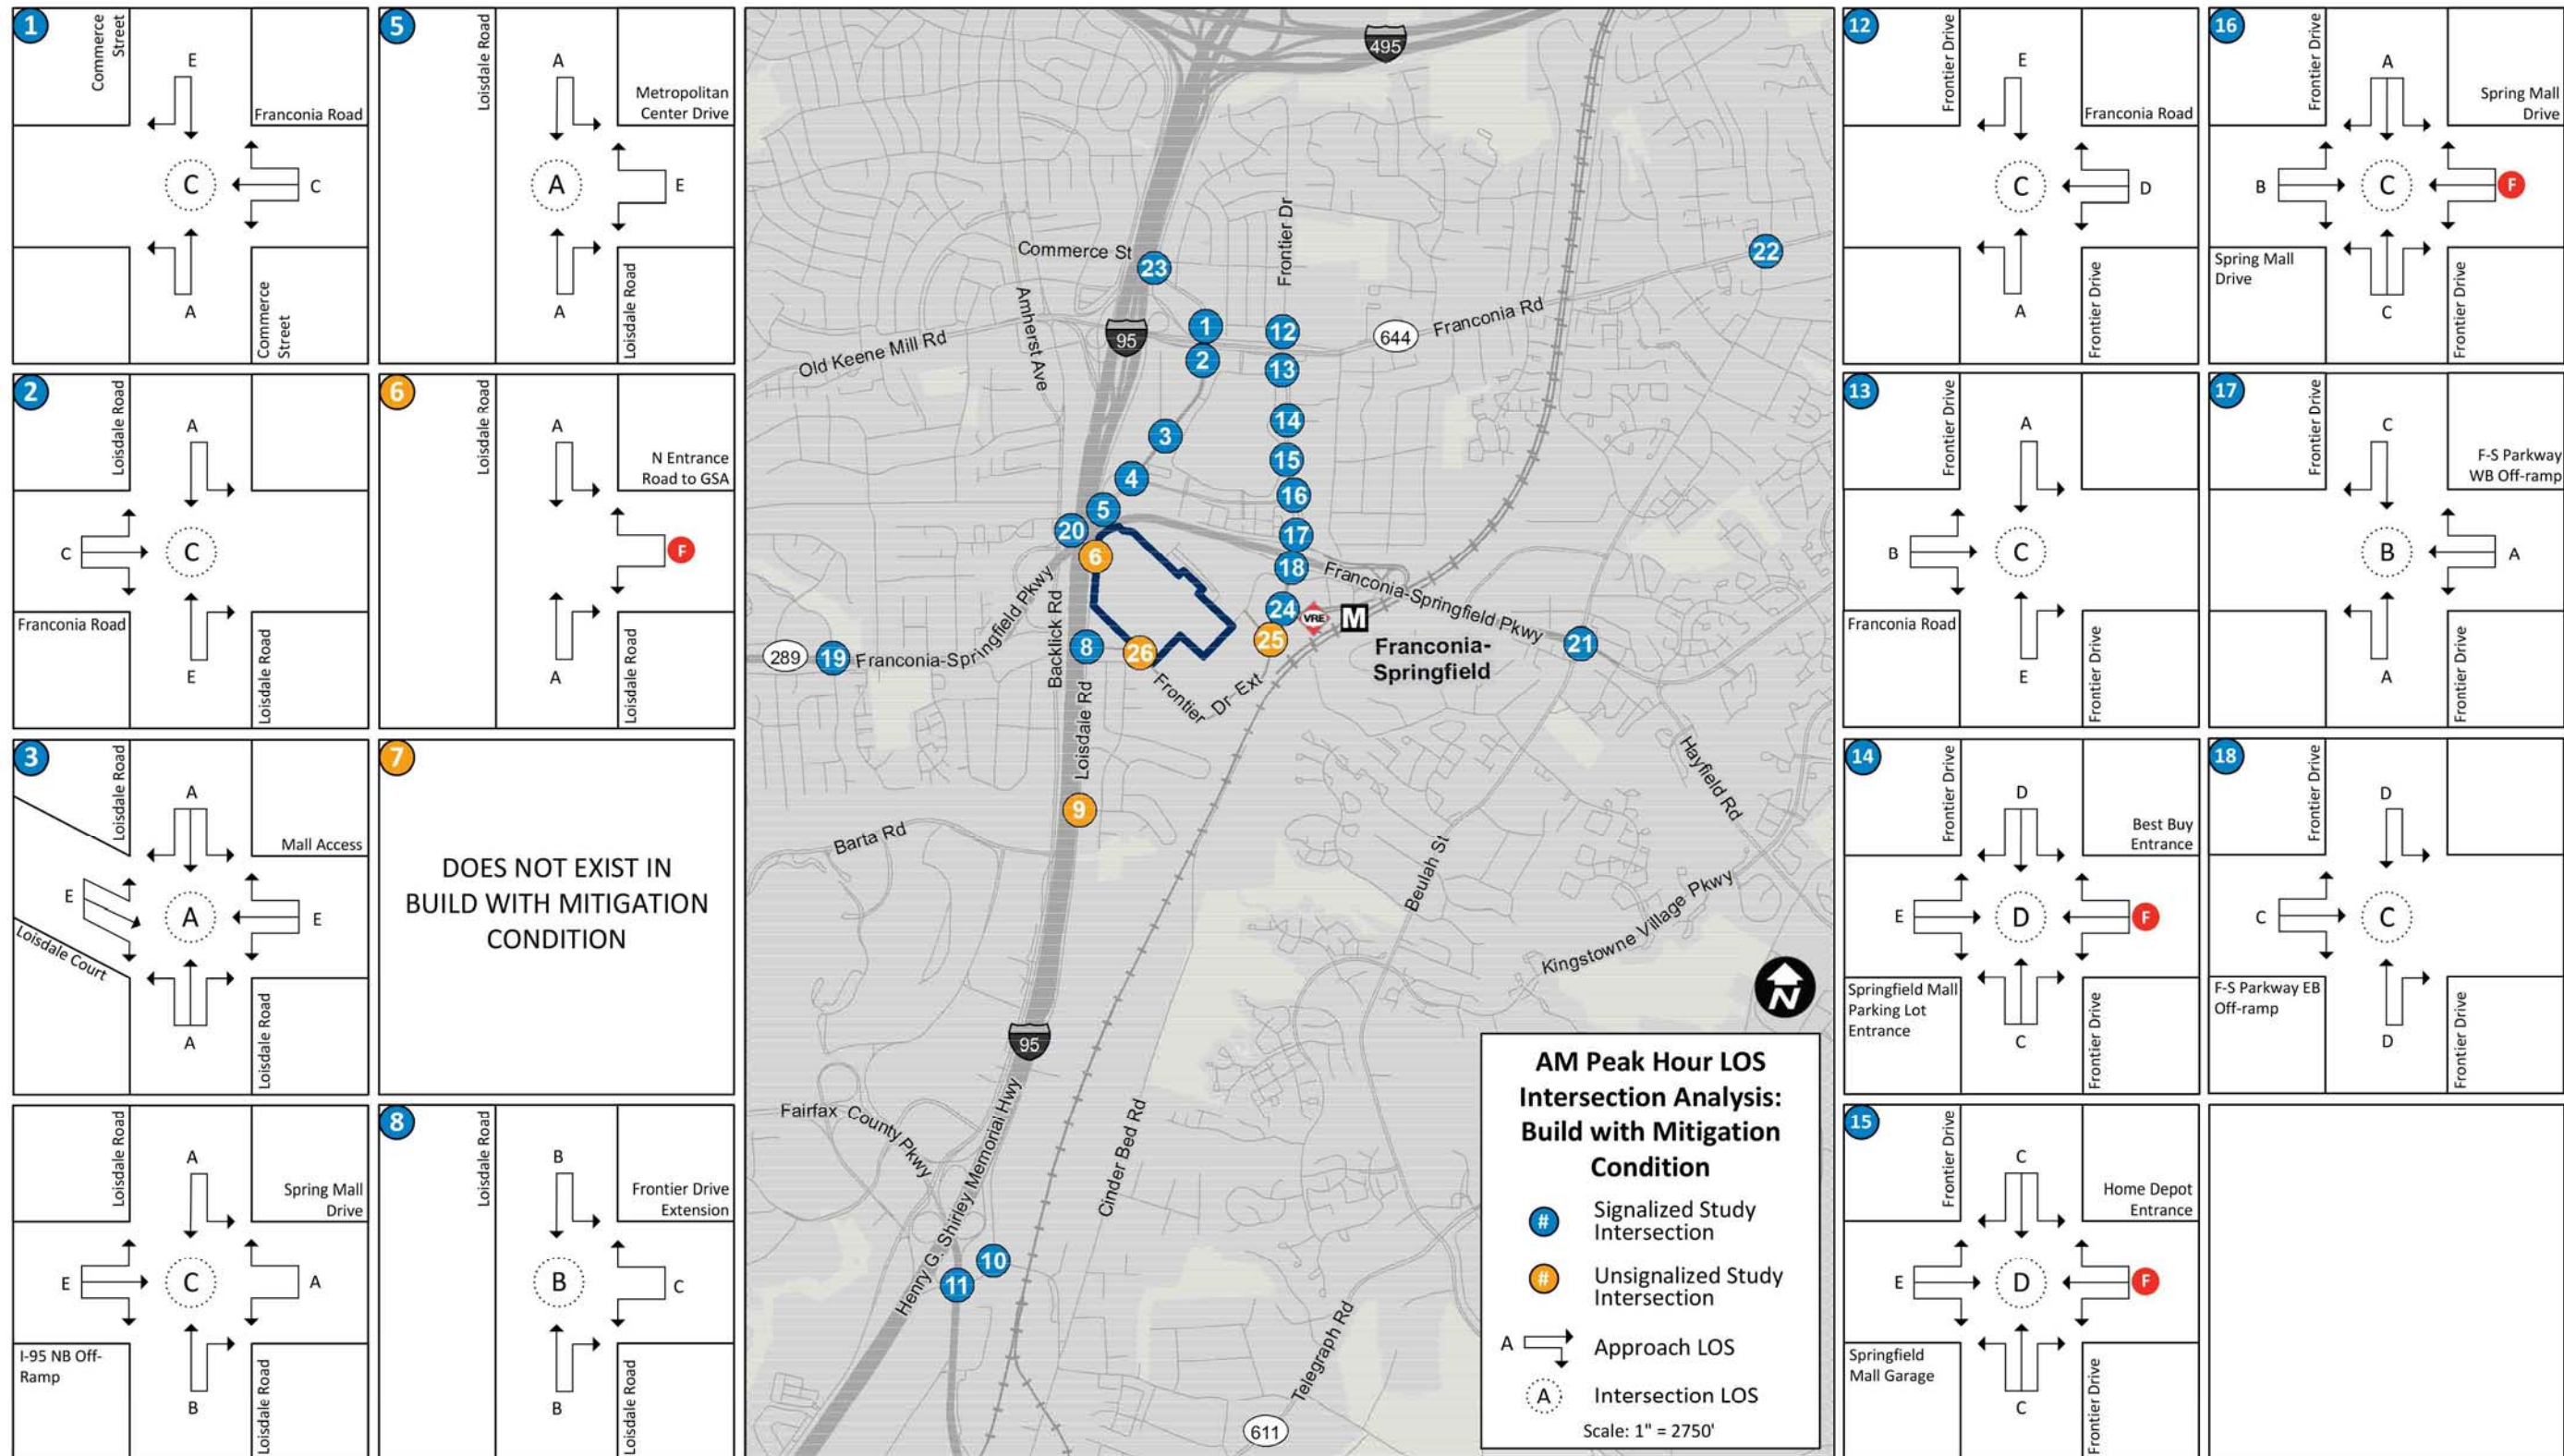 1
Commerce
Street
E
Franconia Road
C
C
A
Commerce
Street
2
Loisdale Road
A
C
C
Franconia Road
E
Loisdale Road
3
Loisdale Road
A
Mall Access
E
A
E
Loisdale Court
A
Loisdale Road
Loisdale Road
A
Spring Mall
Drive
E
C
A
I-95 NB Off-
Ramp
B
Loisdale Road
5
Loisdale Road
A
Metropolitan
Center Drive
A
E
A
Loisdale Road
6
Loisdale Road
A
N Entrance
Road to GSA
F
A
Loisdale Road
7
DOES NOT EXIST IN
BUILD WITH MITIGATION
CONDITION
8
Loisdale Road
B
Frontier Drive
Extension
B
C
B
Loisdale Road
495
Commerce St
23
Frontier Dr
22
Amherst Ave
1
12
644
Franconia Rd
95
Old Keene Mill Rd
2
13
14
3
15
4
16
5
20
17
6
18
Franconia-Springfield Pkwy
Franconia-Springfield Pkwy
Backlick Rd
24
VRE
M
25
21
289
19
8
26
Franconia-
Springfield
Frontier Dr Ext
Loisdale Rd
Hayfield Rd
9
Barta Rd
Beulah St
Kingstowne Village Pkwy
N
95
Fairfax County Pkwy
Henry G. Shirley Memorial Hwy
Cinder Bed Rd
10
11
Telegraph Rd
611
AM Peak Hour LOS
Intersection Analysis:
Build with Mitigation
Condition
# Signalized Study
Intersection
# Unsignalized Study
Intersection
A Approach LOS
A Intersection LOS
Scale: 1" = 2750'
12
Frontier Drive
E
Franconia Road
C
D
A
Frontier Drive
13
Frontier Drive
A
B
C
Franconia Road
E
Frontier Drive
14
Frontier Drive
D
Best Buy
Entrance
E
D
F
Springfield Mall
Parking Lot
Entrance
C
Frontier Drive
15
Frontier Drive
C
Home Depot
Entrance
E
D
F
Springfield
Mall Garage
C
Frontier Drive
16
Frontier Drive
A
Spring Mall
Drive
B
C
F
Spring Mall
Drive
C
Frontier Drive
17
Frontier Drive
C
F-S Parkway
WB Off-ramp
B
A
A
Frontier Drive
18
Frontier Drive
D
C
C
F-S Parkway EB
Off-ramp
D
Frontier Drive